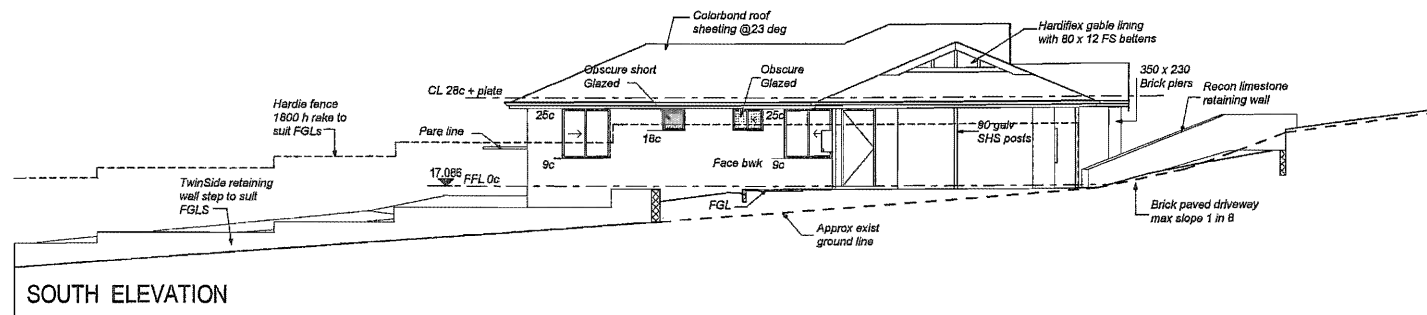 Colorbond roof
sheeting @23 deg
Hardiflex gable lining
with 80 x 12 FS battens
Obscure short
Glazed
Obscure
Glazed
350 x 230
Brick piers
CL 28c + plate
Recon limestone
retaining wall
Hardie fence
1800 h rake to
suit FGLs
25c
25c
18c
Para line
90 galv
SHS posts
9c
Face bwk
9c
17.086
FFL 0c
TwinSide retaining
wall step to suit
FGLS
FGL
Brick paved driveway
max slope 1 in 8
Approx exist
ground line
SOUTH ELEVATION